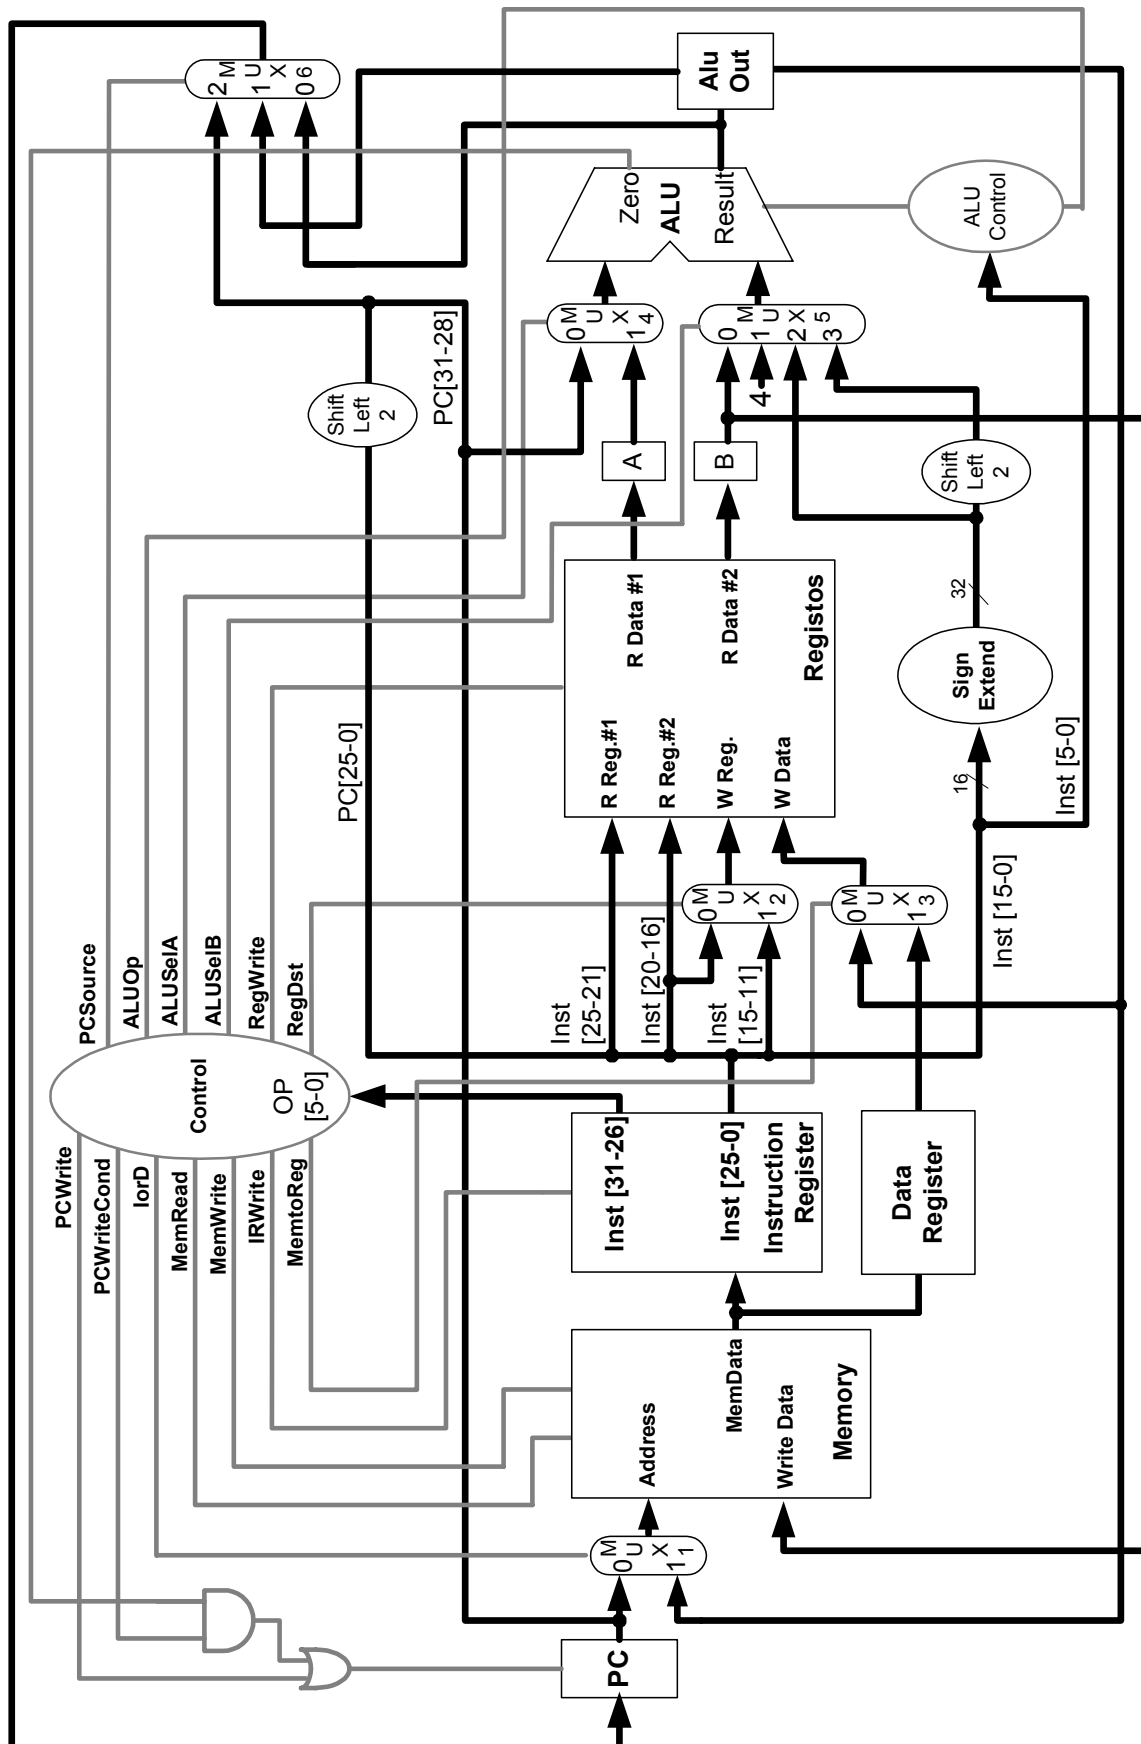 PCWrite
PCWriteCond
IorD
MemRead
MemWrite
IRWrite
MemtoReg
Control
OP
[5-0]
PCSource
ALUOp
ALUSelA
ALUSelB
RegWrite
RegDst
PC
0 M
U
X
1 1
Address
MemData
Write Data
Memory
Inst [31-26]
Inst [25-0]
Instruction
Register
Data
Register
Inst
[25-21]
Inst [20-16]
Inst
[15-11]
0 M
U
X
1 2
0 M
U
X
1 3
Inst [15-0]
Inst [5-0]
PC[25-0]
R Reg.#1
R Reg.#2
W Reg.
W Data
R Data #1
R Data #2
Registos
16
Sign
Extend
32
Shift
Left
2
A
B
4
PC[31-28]
Shift
Left
2
0 M
U
X
1 4
0 M
1 U
2 X
3 5
Zero
ALU
Result
ALU
Control
Alu
Out
2 M
1 U
X
0 6